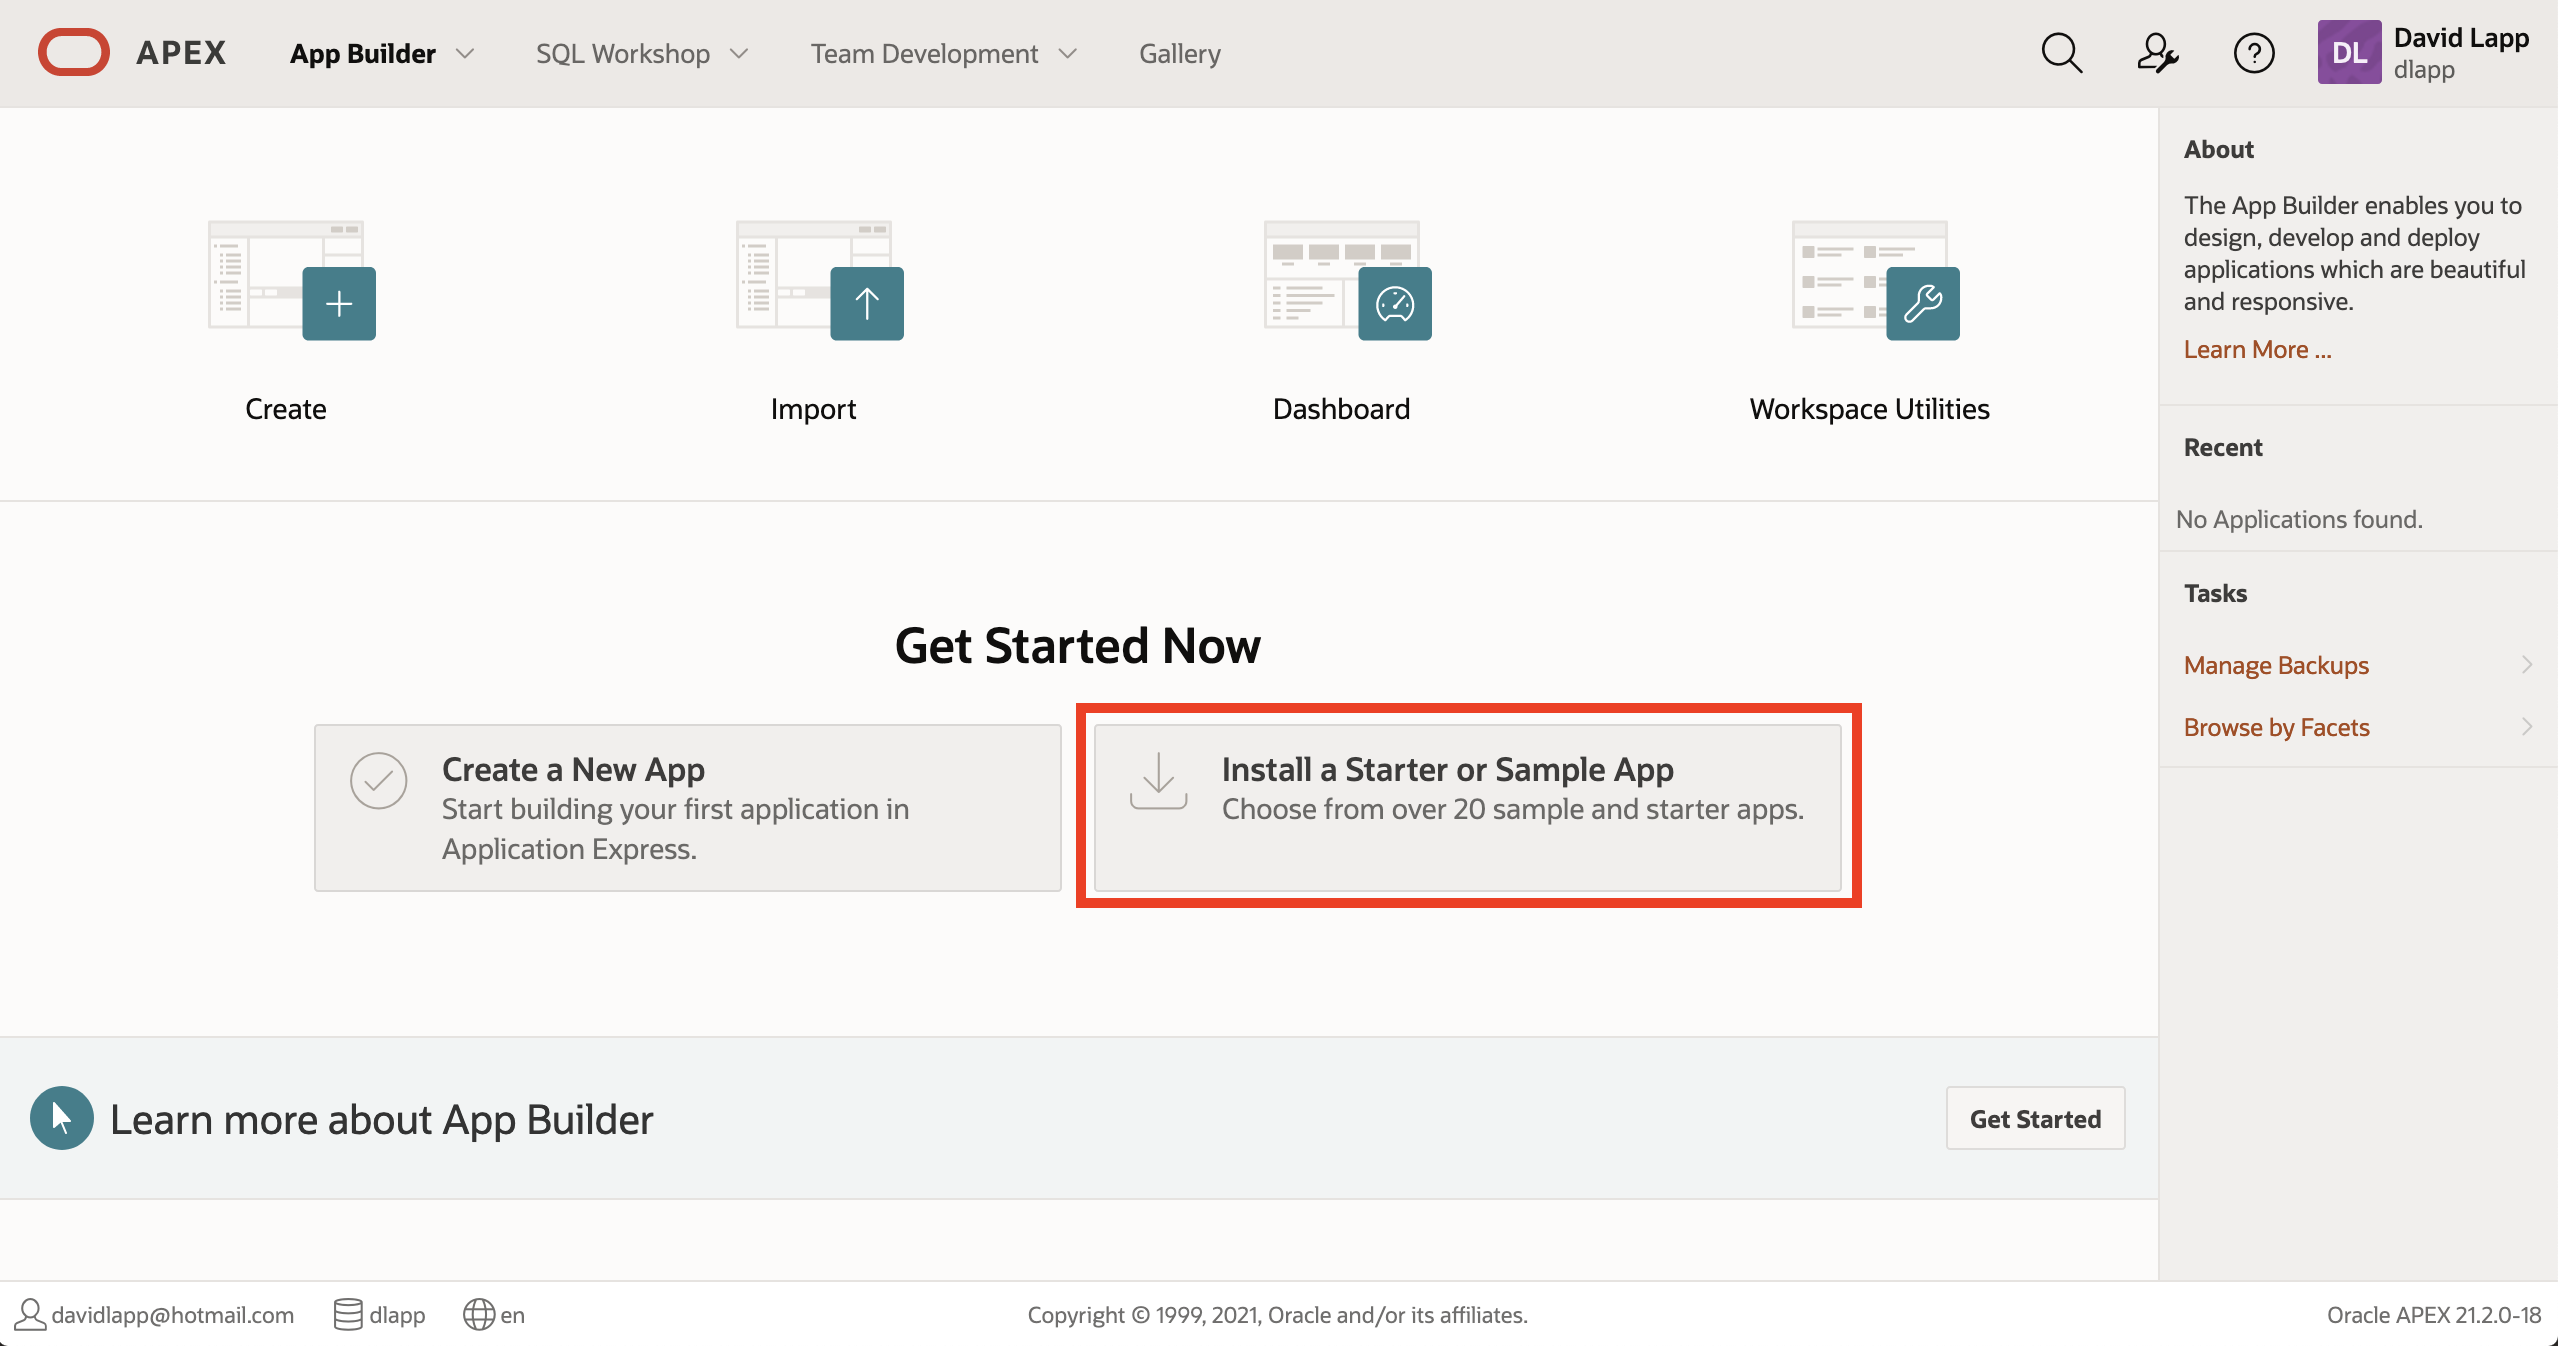 APEX App Builder SQL Workshop Team Development Gallery ? DL David Lapp
dlapp
Create Import Dashboard Workspace Utilities
Get Started Now
Create a New App
Start building your first application in
Application Express.
Install a Starter or Sample App
Choose from over 20 sample and starter apps.
Learn more about App Builder Get Started
About
The App Builder enables you to
design, develop and deploy
applications which are beautiful
and responsive.
Learn More ...
Recent
No Applications found.
Tasks
Manage Backups
Browse by Facets
davidlapp@hotmail.com dlapp en Copyright © 1999, 2021, Oracle and/or its affiliates. Oracle APEX 21.2.0-18